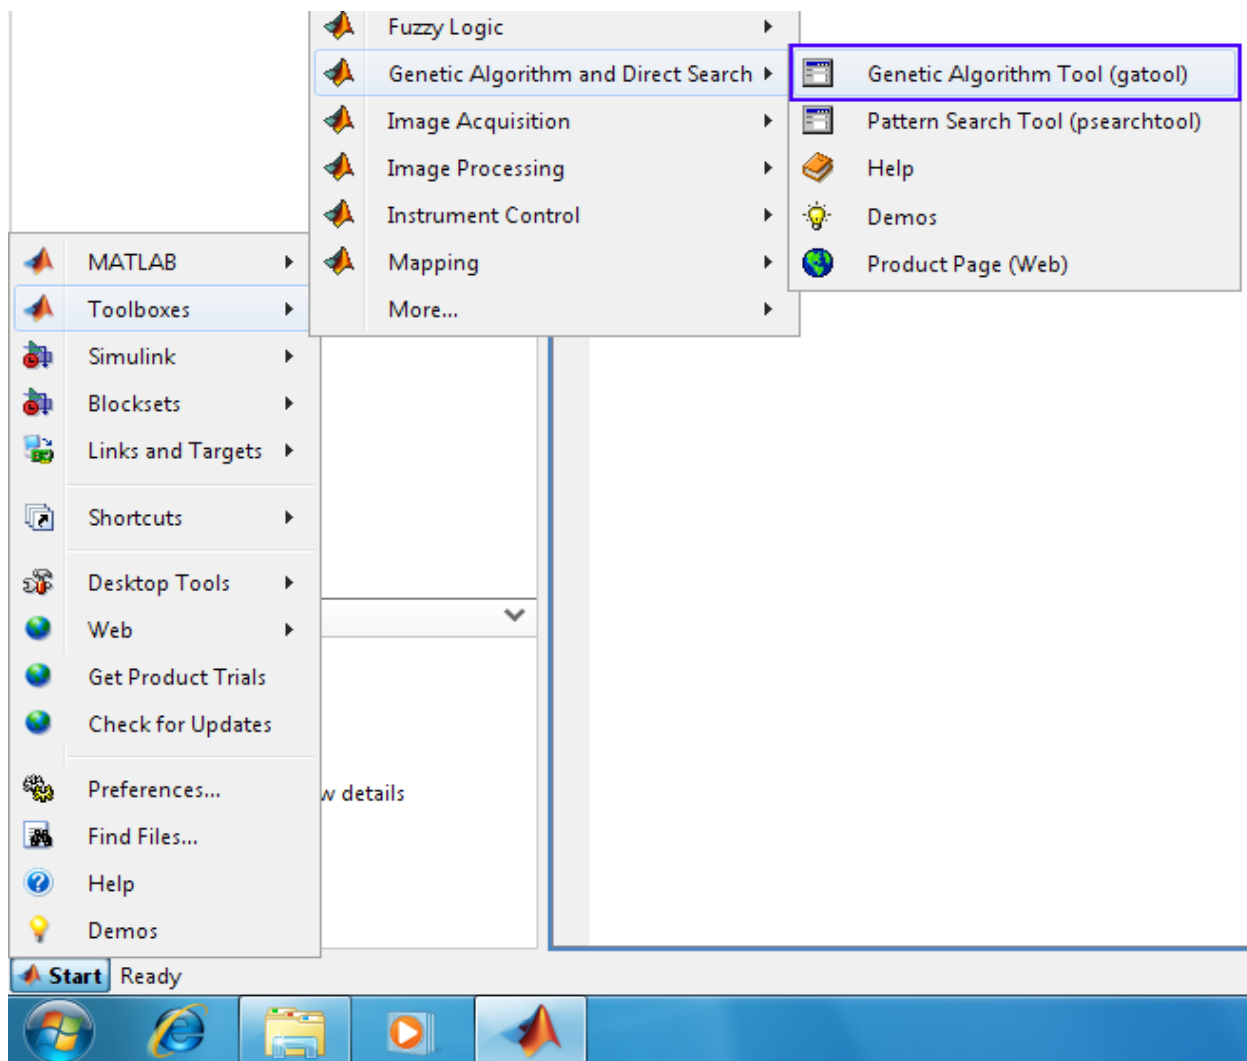 Fuzzy Logic
Genetic Algorithm and Direct Search
Image Acquisition
Image Processing
Instrument Control
Mapping
More...
Genetic Algorithm Tool (gatool)
Pattern Search Tool (psearchtool)
Help
Demos
Product Page (Web)
MATLAB
Toolboxes
Simulink
Blocksets
Links and Targets
Shortcuts
Desktop Tools
Web
Get Product Trials
Check for Updates
Preferences...
Find Files...
Help
Demos
w details
Start Ready